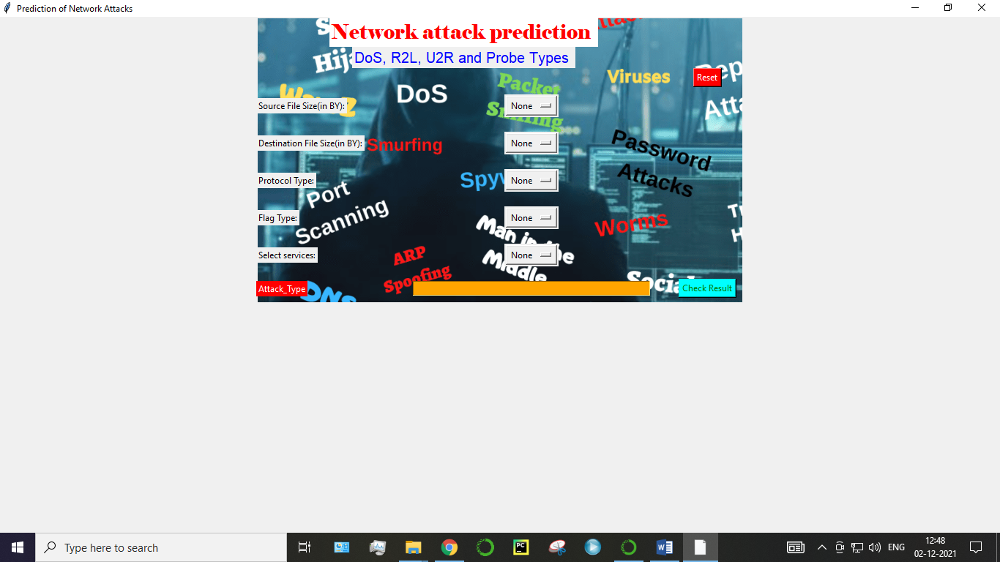 Prediction of Network Attacks
Network attack prediction
DoS, R2L, U2R and Probe Types
Reset
Viruses
DoS
Packet
Source File Size(in BY):
None
Destination File Size(in BY):
None
Smurfing
Password
Attacks
Protocol Type:
None
Port
Scanning
Flag Type:
None
Worms
Man in the
Middle
Select services:
None
ARP
Spoofing
Attack_Type
DNS
Social
Check Result
Type here to search
PC
W
ENG
12:48
02-12-2021